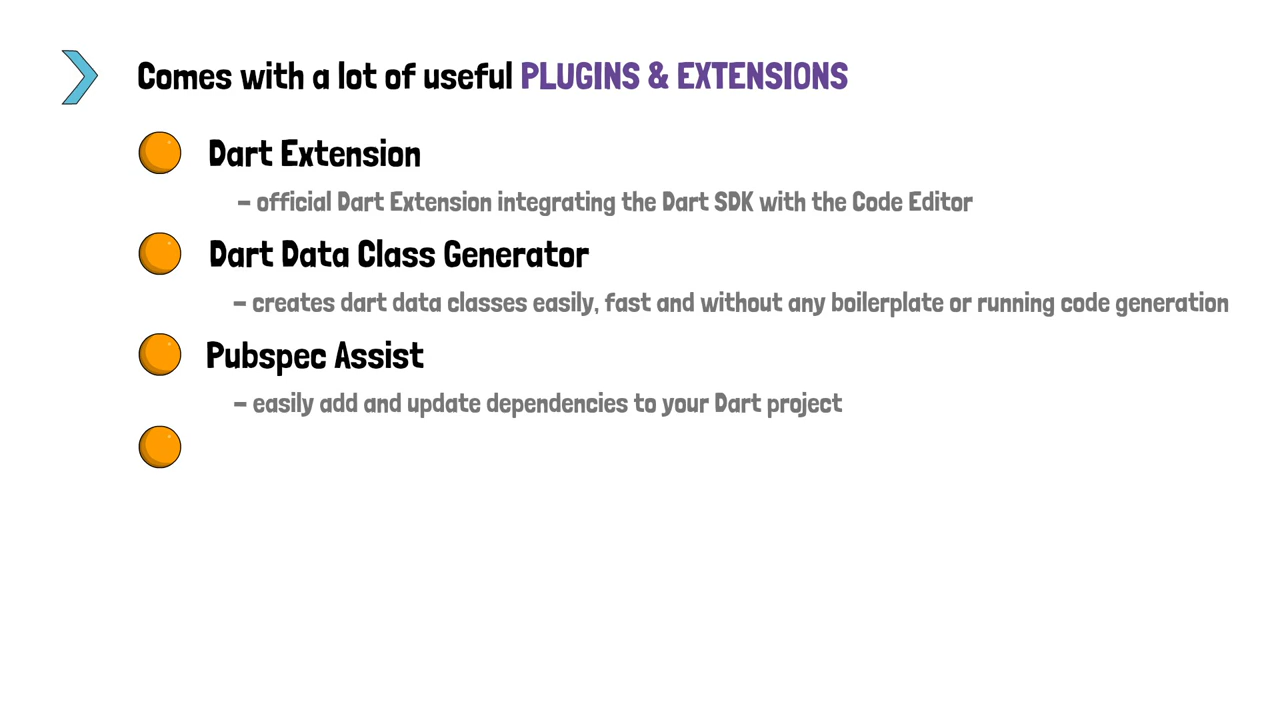 Comes with a lot of useful PLUGINS & EXTENSIONS
Dart Extension
– official Dart Extension integrating the Dart SDK with the Code Editor
Dart Data Class Generator
– creates dart data classes easily, fast and without any boilerplate or running code generation
Pubspec Assist
– easily add and update dependencies to your Dart project